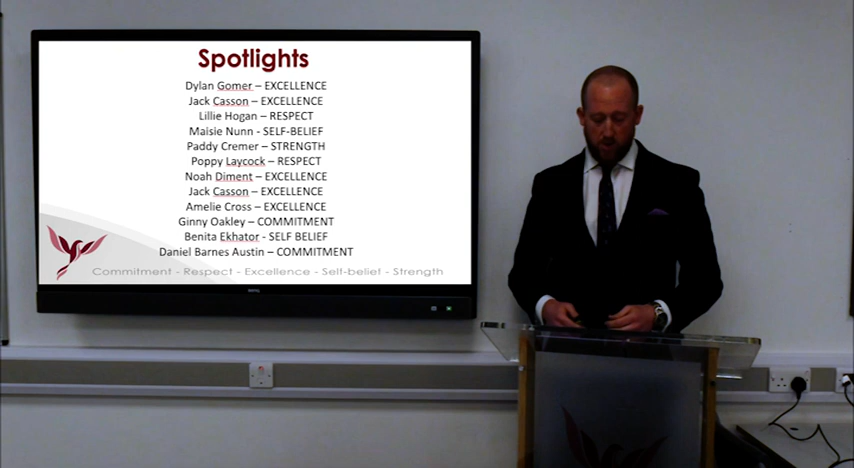 Spotlights
Dylan Gomer – EXCELLENCE
Jack Casson – EXCELLENCE
Lillie Hogan – RESPECT
Maisie Nunn - SELF-BELIEF
Paddy Cremer – STRENGTH
Poppy Laycock – RESPECT
Noah Diment – EXCELLENCE
Jack Casson – EXCELLENCE
Amelie Cross – EXCELLENCE
Ginny Oakley – COMMITMENT
Benita Ekhator - SELF BELIEF
Daniel Barnes Austin – COMMITMENT
Commitment - Respect - Excellence - Self-belief - Strength
BENQ